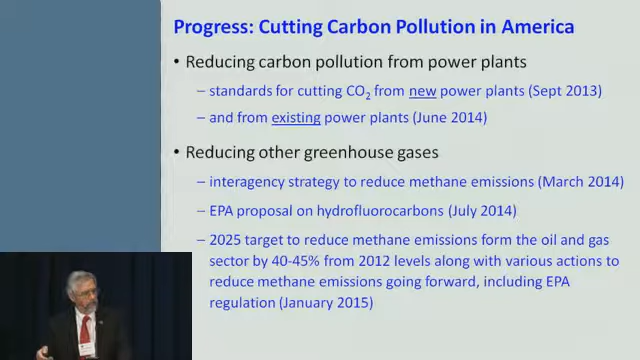 Progress: Cutting Carbon Pollution in America
• Reducing carbon pollution from power plants
– standards for cutting CO2 from new power plants (Sept 2013)
– and from existing power plants (June 2014)
• Reducing other greenhouse gases
– interagency strategy to reduce methane emissions (March 2014)
– EPA proposal on hydrofluorocarbons (July 2014)
– 2025 target to reduce methane emissions form the oil and gas
sector by 40-45% from 2012 levels along with various actions to
reduce methane emissions going forward, including EPA
regulation (January 2015)